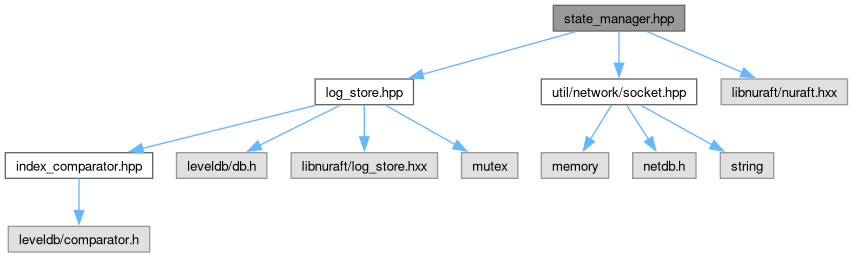 state_manager.hpp
log_store.hpp
util/network/socket.hpp
libnuraft/nuraft.hxx
index_comparator.hpp
leveldb/db.h
libnuraft/log_store.hxx
mutex
memory
netdb.h
string
leveldb/comparator.h